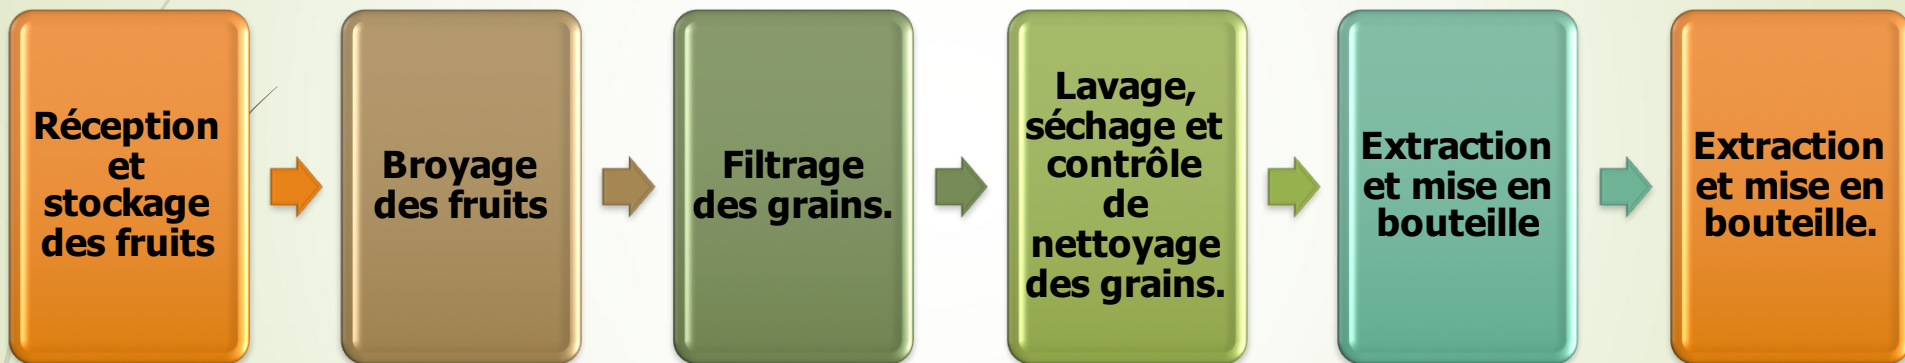 Réception
et
stockage
des fruits
Broyage
des fruits
Filtrage
des grains.
Lavage,
séchage et
contrôle
de
nettoyage
des grains.
Extraction
et mise en
bouteille
Extraction
et mise en
bouteille.